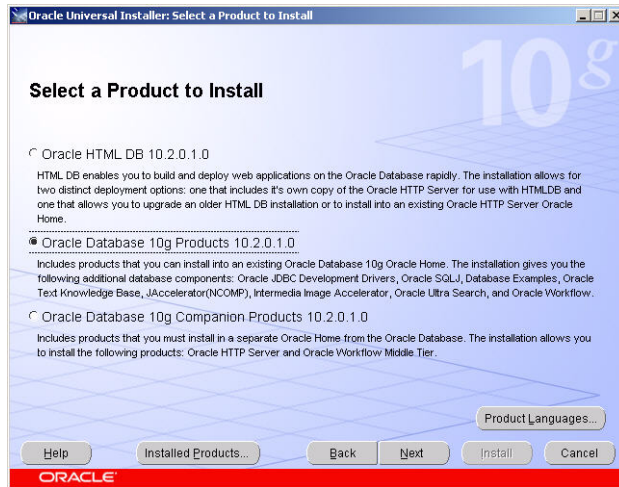 Oracle Universal Installer: Select a Product to Install
10g
Select a Product to Install
Oracle HTML DB 10.2.0.1.0
HTML DB enables you to build and deploy web applications on the Oracle Database rapidly. The installation allows for
two distinct deployment options: one that includes it's own copy of the Oracle HTTP Server for use with HTMLDB and
one that allows you to upgrade an older HTML DB installation or to install into an existing Oracle HTTP Server Oracle
Home.
Oracle Database 10g Products 10.2.0.1.0
Includes products that you can install into an existing Oracle Database 10g Oracle Home. The installation gives you the
following additional database components: Oracle JDBC Development Drivers, Oracle SQLJ, Database Examples, Oracle
Text Knowledge Base, JAccelerator(NCOMP), Intermedia Image Accelerator, Oracle Ultra Search, and Oracle Workflow.
Oracle Database 10g Companion Products 10.2.0.1.0
Includes products that you must install in a separate Oracle Home from the Oracle Database. The installation allows you
to install the following products: Oracle HTTP Server and Oracle Workflow Middle Tier.
Product Languages...
Help Installed Products... Back Next Install Cancel
ORACLE